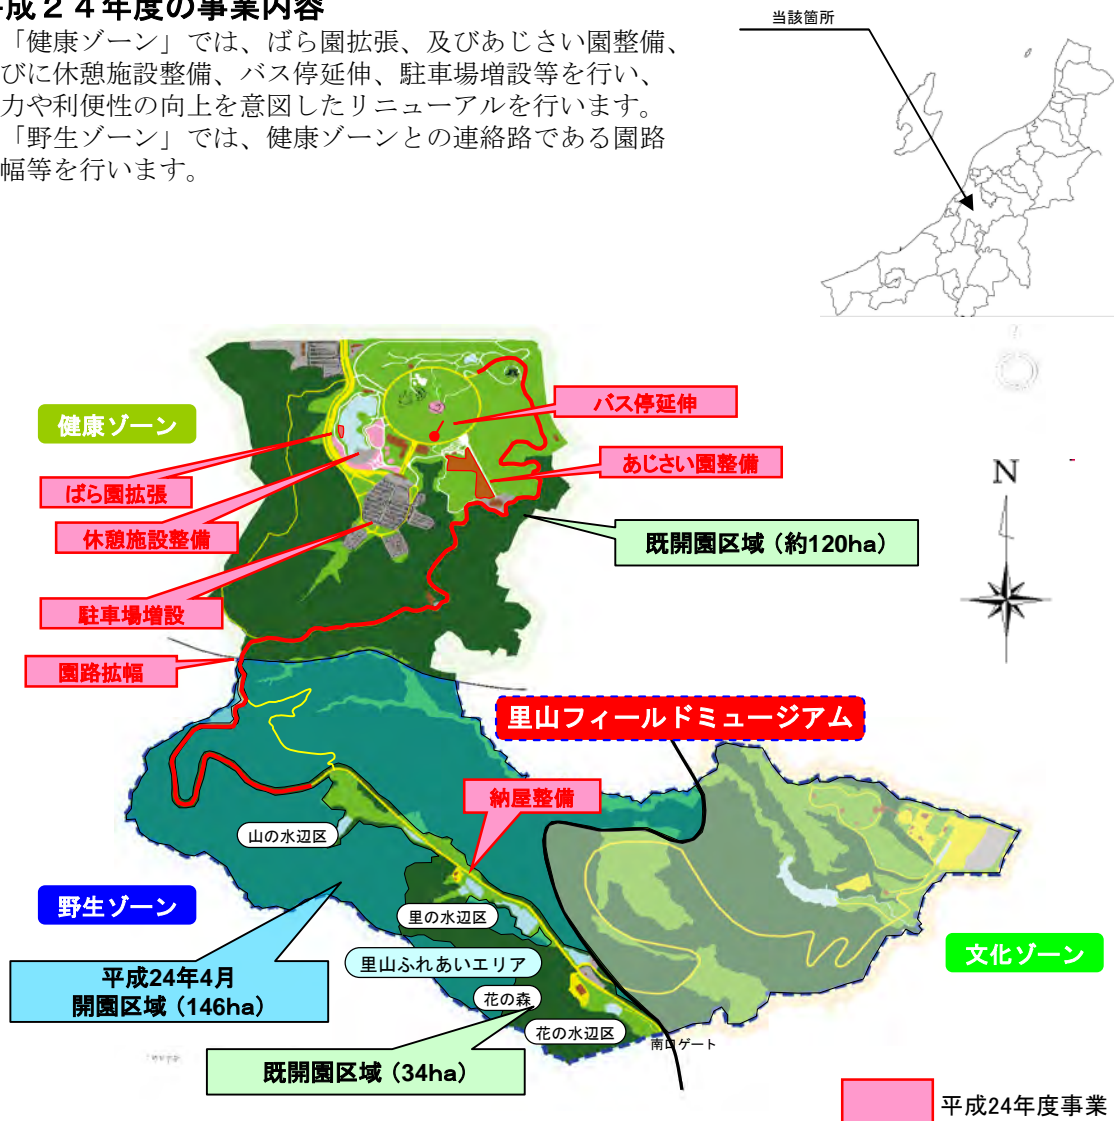 成２４年度の事業内容
当該箇所
「健康ゾーン」では、ばら園拡張、及びあじさい園整備、
びに休憩施設整備、バス停延伸、駐車場増設等を行い、
力や利便性の向上を意図したリニューアルを行います。
「野生ゾーン」では、健康ゾーンとの連絡路である園路
幅等を行います。
健康ゾーン
バス停延伸
あじさい園整備
ばら園拡張
休憩施設整備
既開園区域（約120ha）
N
駐車場増設
園路拡幅
里山フィールドミュージアム
納屋整備
山の水辺区
野生ゾーン
里の水辺区
文化ゾーン
里山ふれあいエリア
平成24年4月
開園区域（146ha）
花の森
花の水辺区
南口ゲート
既開園区域（34ha）
平成24年度事業